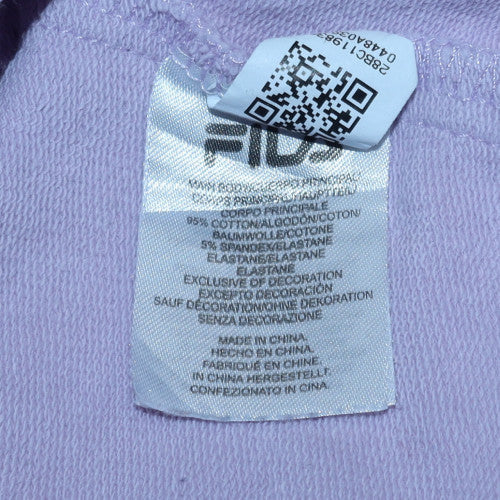 28BC11983
FILA
MAIN BODY/CUERPO PRINCIPAL/
CORPS PRINCIPAL/HAUPTTEIL/
CORPO PRINCIPALE
95% COTTON/ALGODÓN/COTON/
BAUMWOLLE/COTONE
5% SPANDEX/ELASTANE
ELASTANE/ELASTANE
ELASTANE
EXCLUSIVE OF DECORATION
EXCEPTO DECORACIÓN
SAUF DÉCORATION/OHNE DEKORATION
SENZA DECORAZIONE
MADE IN CHINA.
HECHO EN CHINA.
FABRIQUÉ EN CHINE.
IN CHINA HERGESTELLT.
CONFEZIONATO IN CINA.